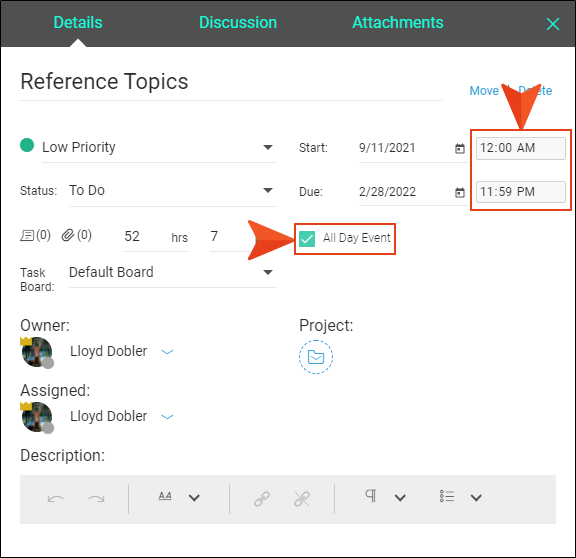 Details Discussion Attachments
Reference Topics
Move Delete
Low Priority Start: 9/11/2021 12:00 AM
Status: To Do Due: 2/28/2022 11:59 PM
(0) (0) 52 hrs 7 All Day Event
Task Board: Default Board
Owner: Project:
Lloyd Dobler
Assigned:
Lloyd Dobler
Description:
AA